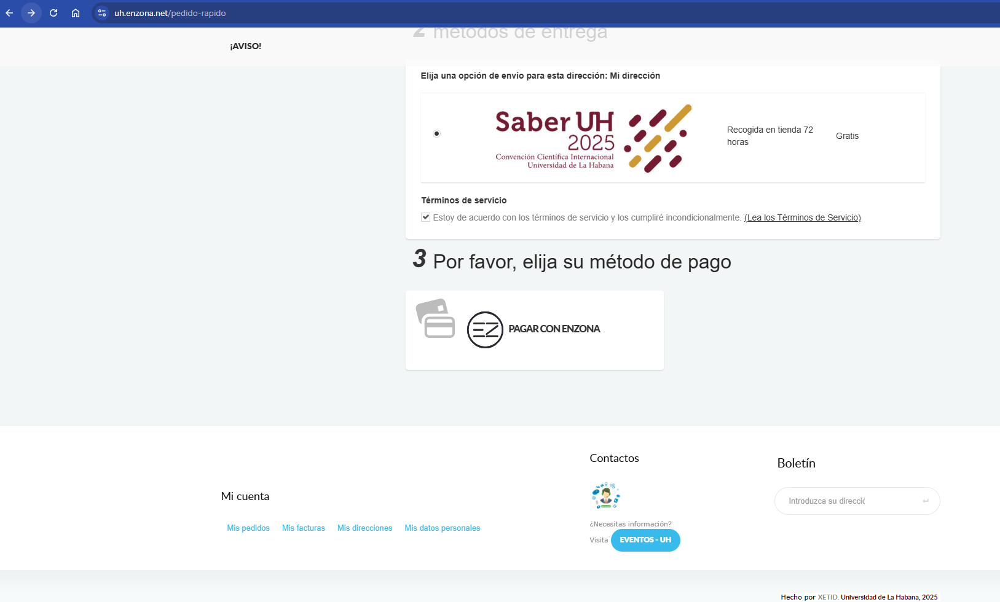 uh.enzona.net/pedido-rapido
2 métodos de entrega
¡AVISO!
Elija una opción de envío para esta dirección: Mi dirección
Saber UH
2025
Convención Científica Internacional
Universidad de La Habana
Recogida en tienda 72
horas
Gratis
Términos de servicio
Estoy de acuerdo con los términos de servicio y los cumpliré incondicionalmente. (Lea los Términos de Servicio)
3 Por favor, elija su método de pago
PAGAR CON ENZONA
Mi cuenta
Mis pedidos Mis facturas Mis direcciones Mis datos personales
Contactos
¿Necesitas información?
Visita EVENTOS - UH
Boletín
Introduzca su direcció
Hecho por XETID. Universidad de La Habana, 2025